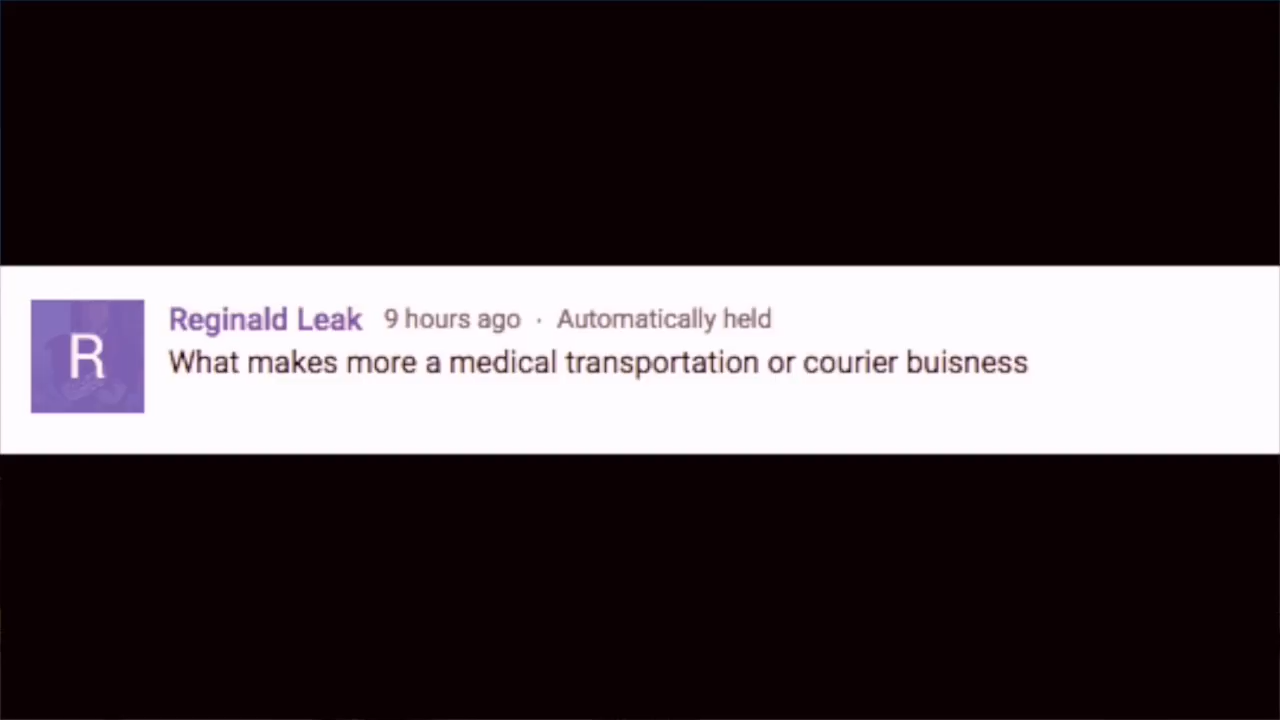 R
Reginald Leak 9 hours ago · Automatically held
What makes more a medical transportation or courier buisness